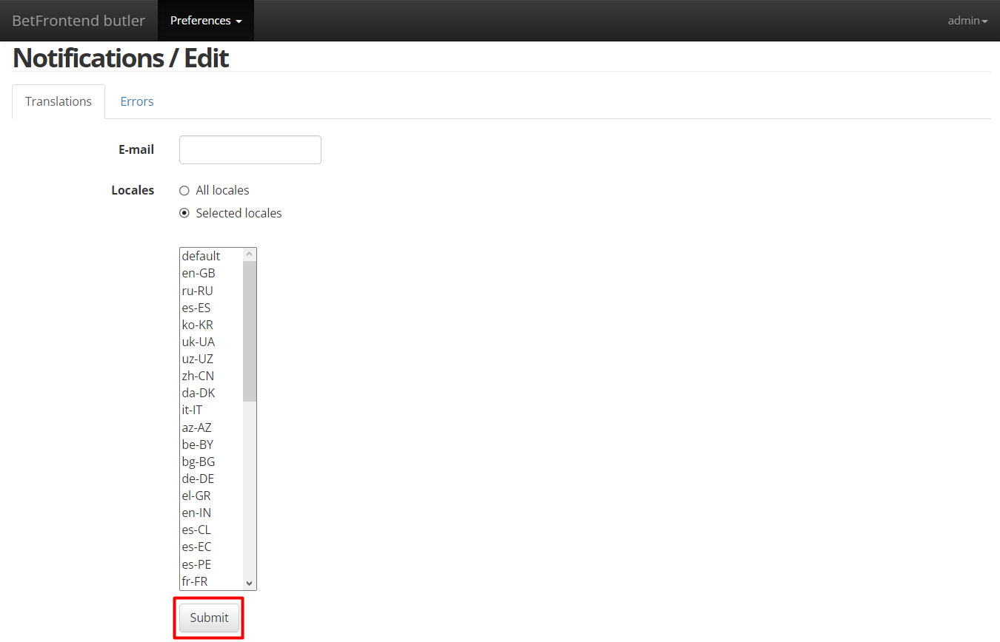 BetFrontend butler Preferences admin
Notifications / Edit
Translations Errors
E-mail
Locales All locales
Selected locales
default
en-GB
ru-RU
es-ES
ko-KR
uk-UA
uz-UZ
zh-CN
da-DK
it-IT
az-AZ
be-BY
bg-BG
de-DE
el-GR
en-IN
es-CL
es-EC
es-PE
fr-FR
Submit